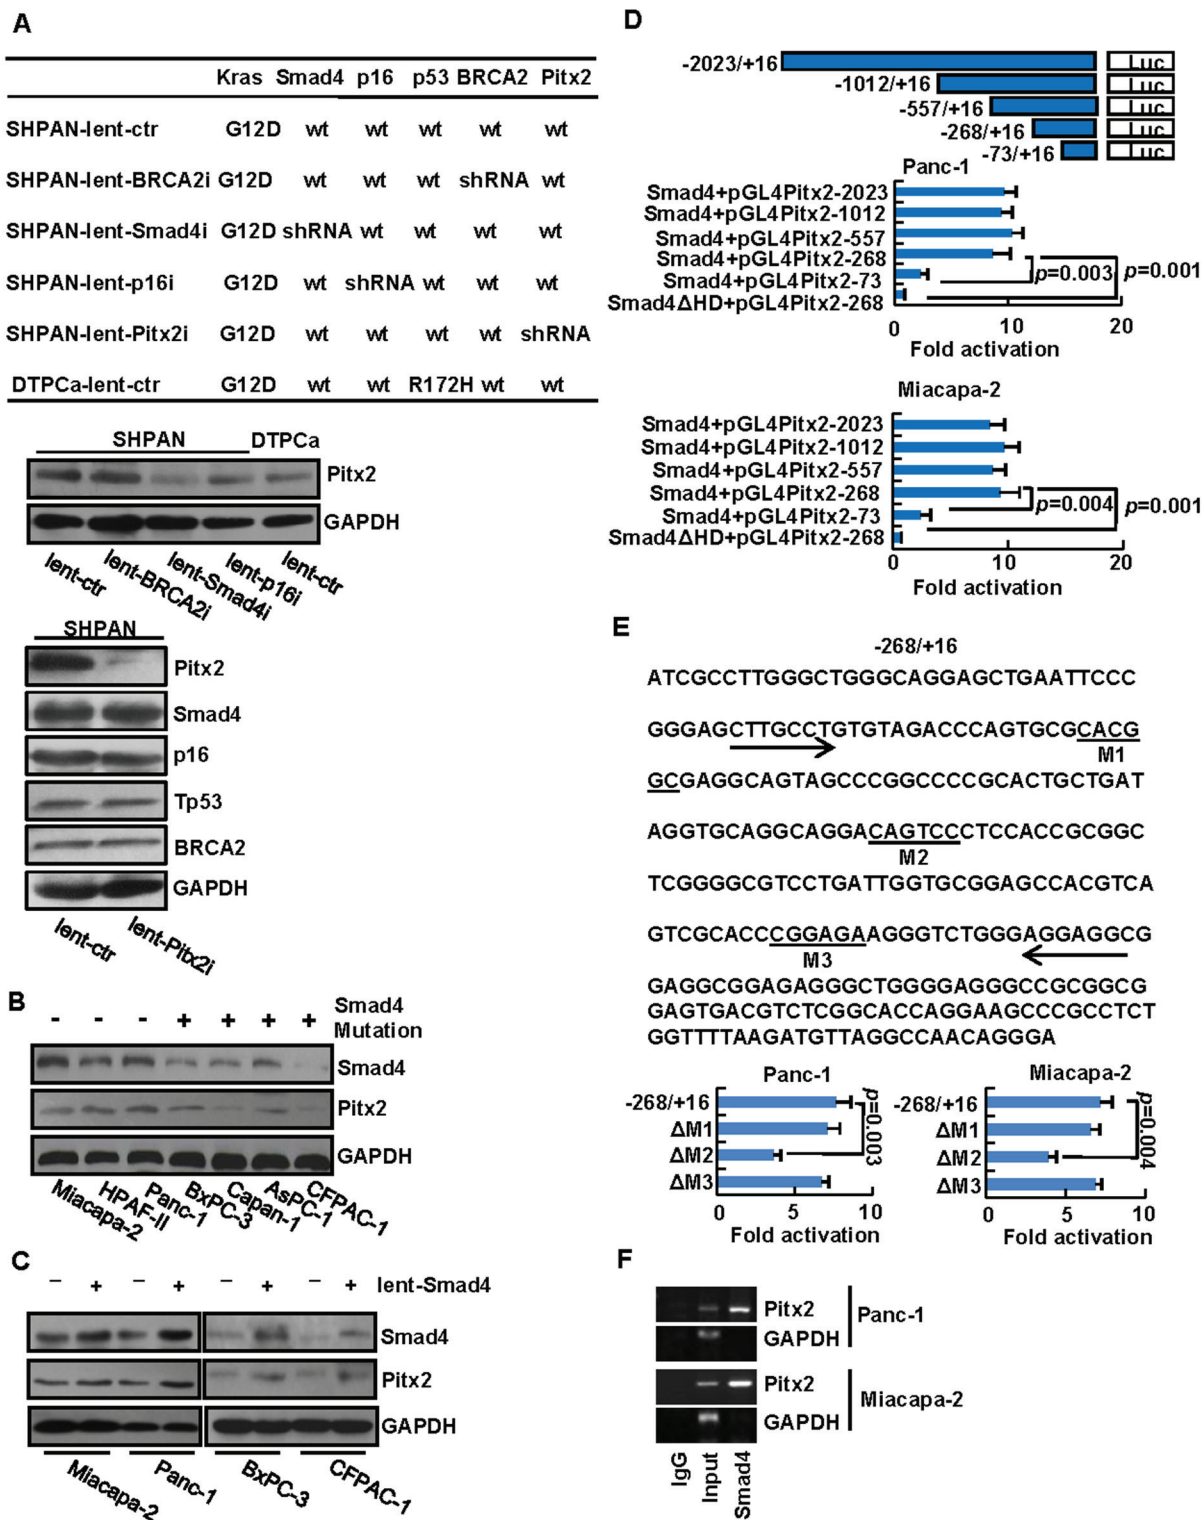 A
Kras Smad4 p16 p53 BRCA2 Pitx2
SHPAN-lent-ctr G12D wt wt wt wt wt
SHPAN-lent-BRCA2i G12D wt wt wt shRNA wt
SHPAN-lent-Smad4i G12D shRNA wt wt wt wt
SHPAN-lent-p16i G12D wt shRNA wt wt wt
SHPAN-lent-Pitx2i G12D wt wt wt wt shRNA
DTPCa-lent-ctr G12D wt wt R172H wt wt
SHPAN DTPCa
Pitx2
GAPDH
lent-ctr lent-BRCA2i lent-Smad4i lent-p16i lent-ctr
SHPAN
Pitx2
Smad4
p16
Tp53
BRCA2
GAPDH
lent-ctr lent-Pitx2i
B
- - - + + + + Smad4
Mutation
Smad4
Pitx2
GAPDH
Miacapa-2 HPAF-II Panc-1 BxPC-3 Capan-1 AsPC-1 CFPAC-1
C
– + – + – + – + lent-Smad4
Smad4
Pitx2
GAPDH
Miacapa-2 Panc-1 BxPC-3 CFPAC-1
D
-2023/+16 Luc
-1012/+16 Luc
-557/+16 Luc
-268/+16 Luc
-73/+16 Luc
Panc-1
Smad4+pGL4Pitx2-2023
Smad4+pGL4Pitx2-1012
Smad4+pGL4Pitx2-557
Smad4+pGL4Pitx2-268
Smad4+pGL4Pitx2-73
Smad4ΔHD+pGL4Pitx2-268
p=0.003 p=0.001
0 10 20
Fold activation
Miacapa-2
Smad4+pGL4Pitx2-2023
Smad4+pGL4Pitx2-1012
Smad4+pGL4Pitx2-557
Smad4+pGL4Pitx2-268
Smad4+pGL4Pitx2-73
Smad4ΔHD+pGL4Pitx2-268
p=0.004 p=0.001
0 10 20
Fold activation
E
-268/+16
ATCGCCTTGGGCTGGGCAGGAGCTGAATTCCC
GGGAGCTTGCCTGTGTAGACCCAGTGCGCACG
M1
GCGAGGCAGTAGCCCGGCCCCGCACTGCTGAT
AGGTGCAGGCAGGACAGTCCCTCCACCGCGGC
M2
TCGGGGCGTCCTGATTGGTGCGGAGCCACGTCA
GTCGCACCCGGAGAAGGGTCTGGGAGGAGGCG
M3
GAGGCGGAGAGGGCTGGGGAGGGCCGCGGCG
GAGTGACGTCTCGGCACCAGGAAGCCCGCCTCT
GGTTTTAAGATGTTAGGCCAACAGGGA
Panc-1
-268/+16
ΔM1
ΔM2
ΔM3
p=0.003
0 5 10
Fold activation
Miacapa-2
-268/+16
ΔM1
ΔM2
ΔM3
p=0.004
0 5 10
Fold activation
F
Pitx2
GAPDH
Panc-1
Pitx2
GAPDH
Miacapa-2
IgG Input Smad4